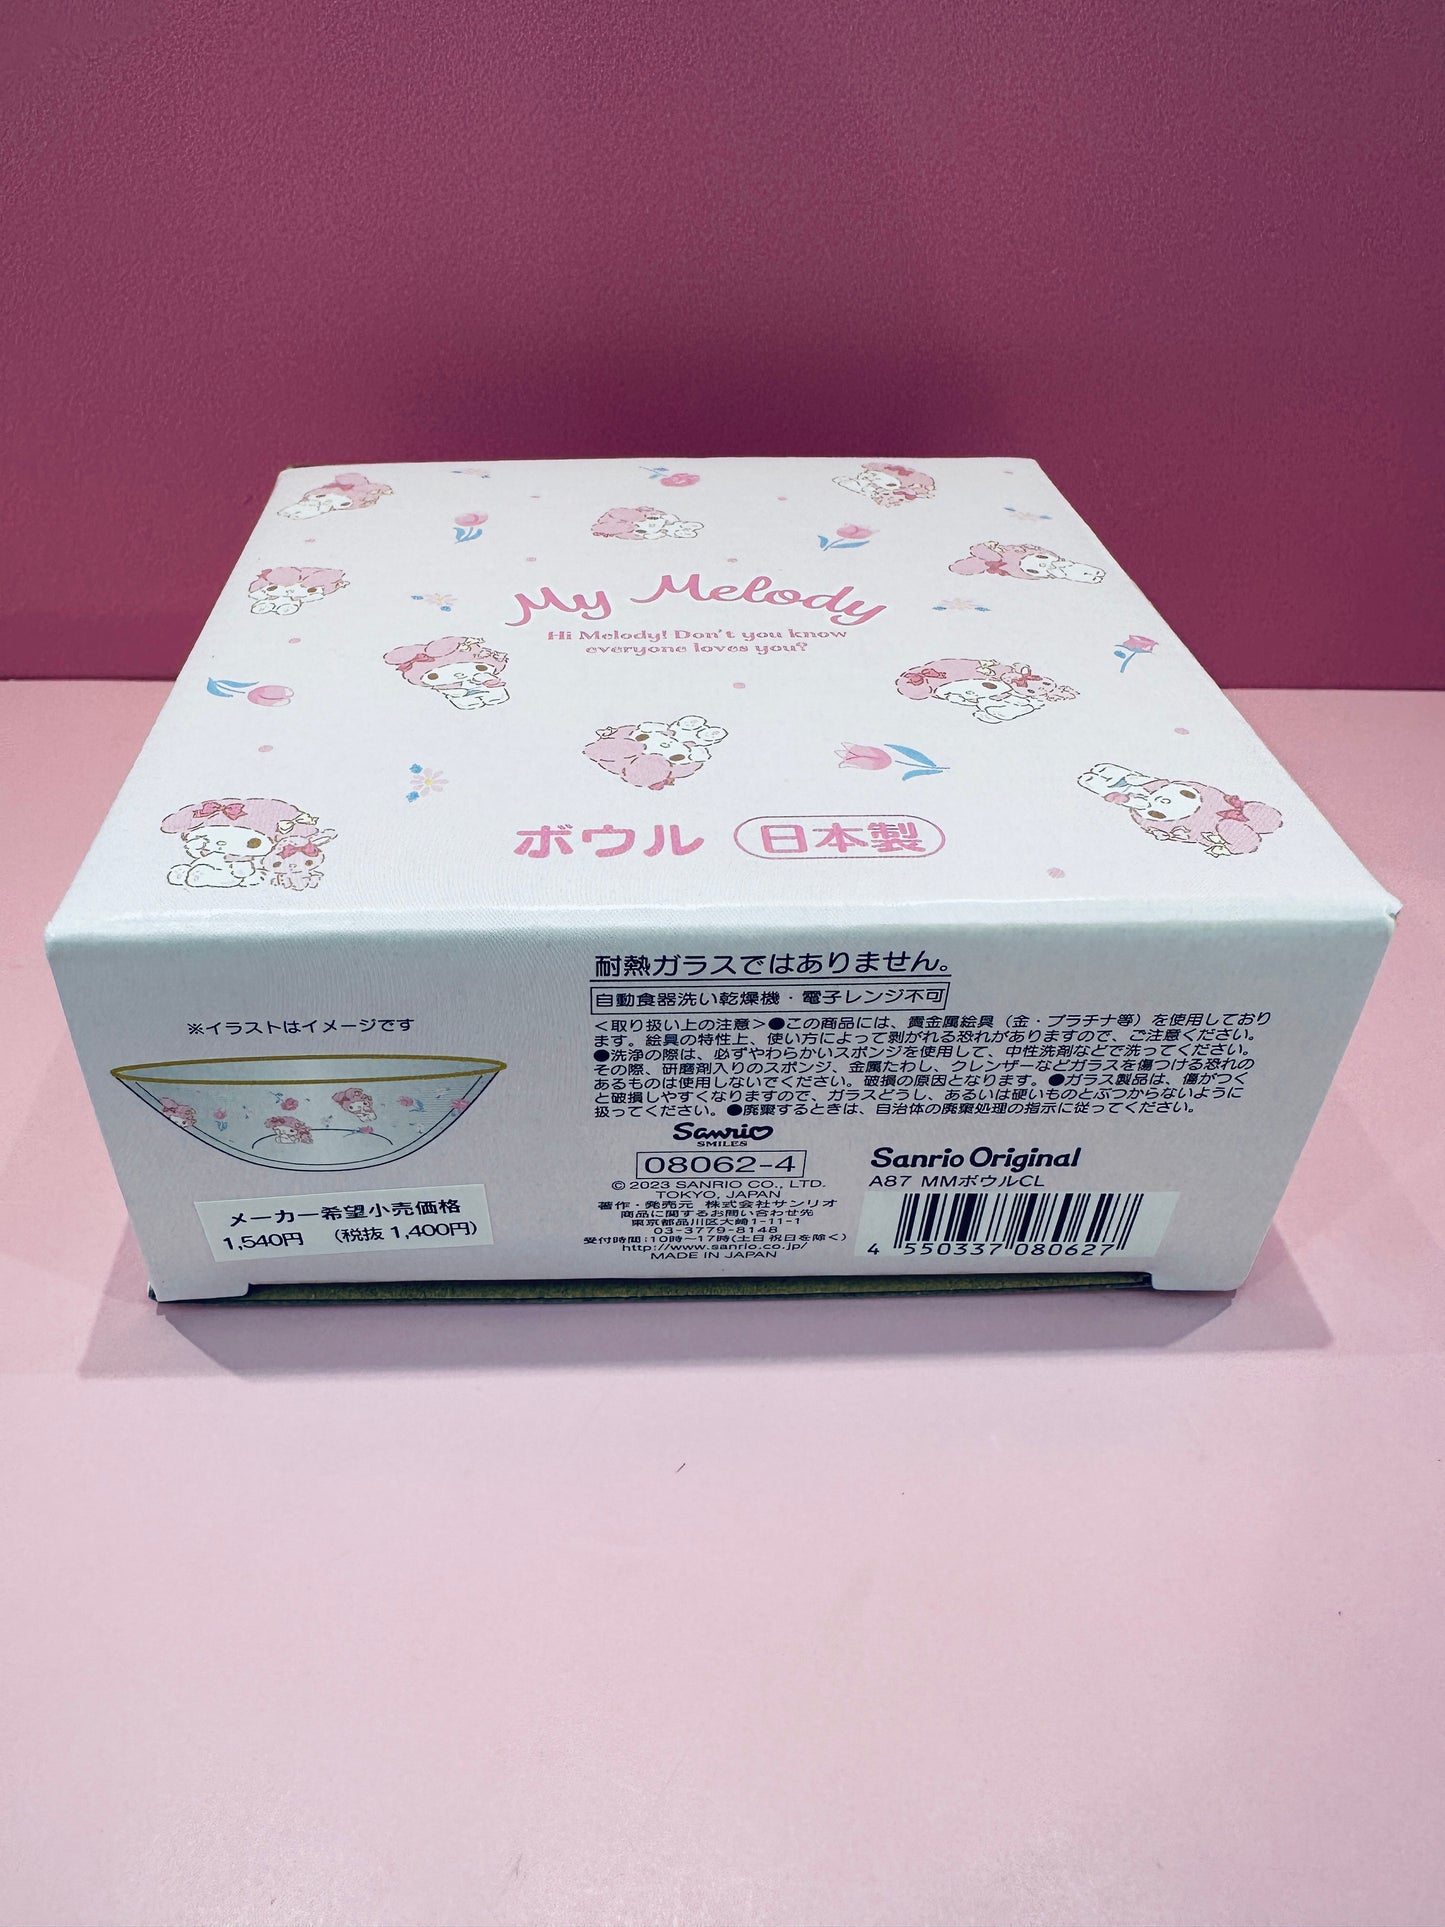 My Melody
Hi Melody! Don't you know
everyone loves you?
ボウル 日本製
※イラストはイメージです
メーカー希望小売価格
1,540円 (税抜 1,400円)
耐熱ガラスではありません。
自動食器洗い乾燥機・電子レンジ不可
＜取り扱い上の注意＞●この商品には、貴金属絵具(金・プラチナ等)を使用しており
ます。絵具の特性上、使い方によって剥がれる恐れがありますので、ご注意ください。
●洗浄の際は、必ずやわらかいスポンジを使用して、中性洗剤などで洗ってください。
その際、研磨剤入りのスポンジ、金属たわし、クレンザーなどガラスを傷つける恐れの
あるものは使用しないでください。破損の原因となります。●ガラス製品は、傷がつく
と破損しやすくなりますので、ガラスどうし、あるいは硬いものとぶつからないように
扱ってください。●廃棄するときは、自治体の廃棄処理の指示に従ってください。
Sanrio
SMILES
08062-4
© 2023 SANRIO CO., LTD.
TOKYO, JAPAN
著作・発売元 株式会社サンリオ
商品に関するお問い合わせ先
東京都品川区大崎1-11-1
03-3779-8148
受付時間:10時〜17時(土日祝日を除く)
http://www.sanrio.co.jp/
MADE IN JAPAN
Sanrio Original
A87 MMボウルCL
4 550337 080627